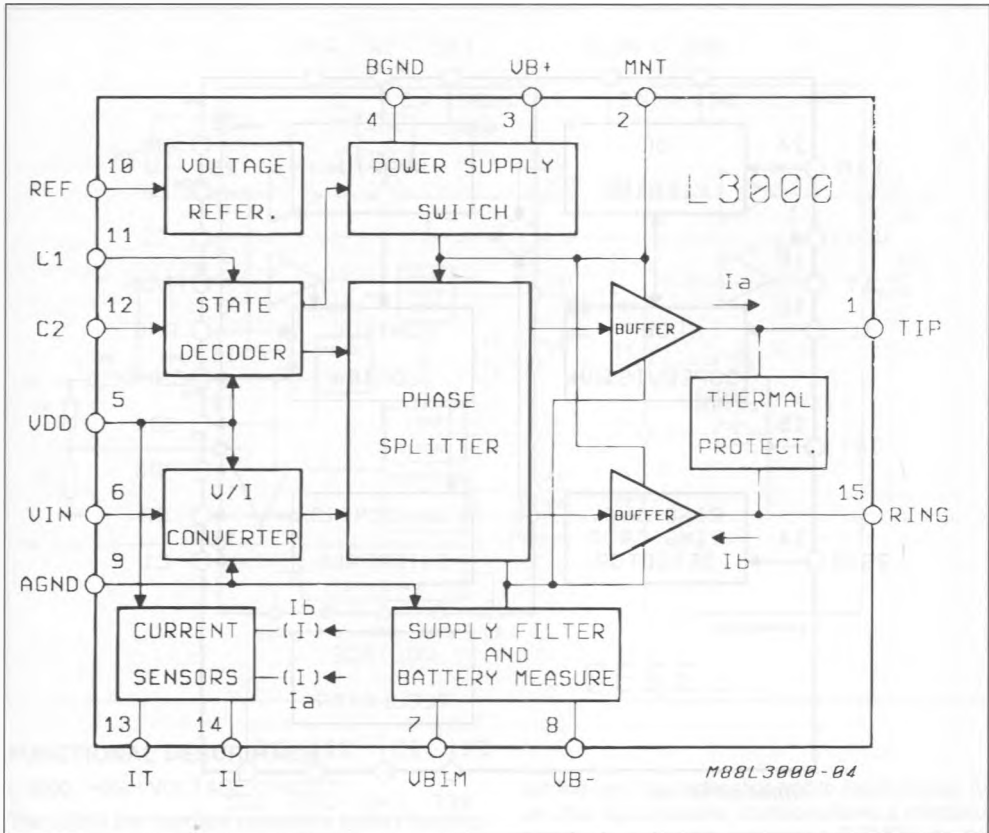 BGND VB+ MNT
4 3 2
10
REF
VOLTAGE
REFER.
POWER SUPPLY
SWITCH
L3000
11
C1
12
C2
STATE
DECODER
PHASE
SPLITTER
BUFFER
Ia
1
TIP
THERMAL
PROTECT.
5
VDD
6
VIN
V/I
CONVERTER
BUFFER
15
RING
Ib
9
AGND
CURRENT
SENSORS
Ib
(I)
(I)
Ia
SUPPLY FILTER
AND
BATTERY MEASURE
13 14 7 8
IT IL VBIM VB-
M88L3000-04